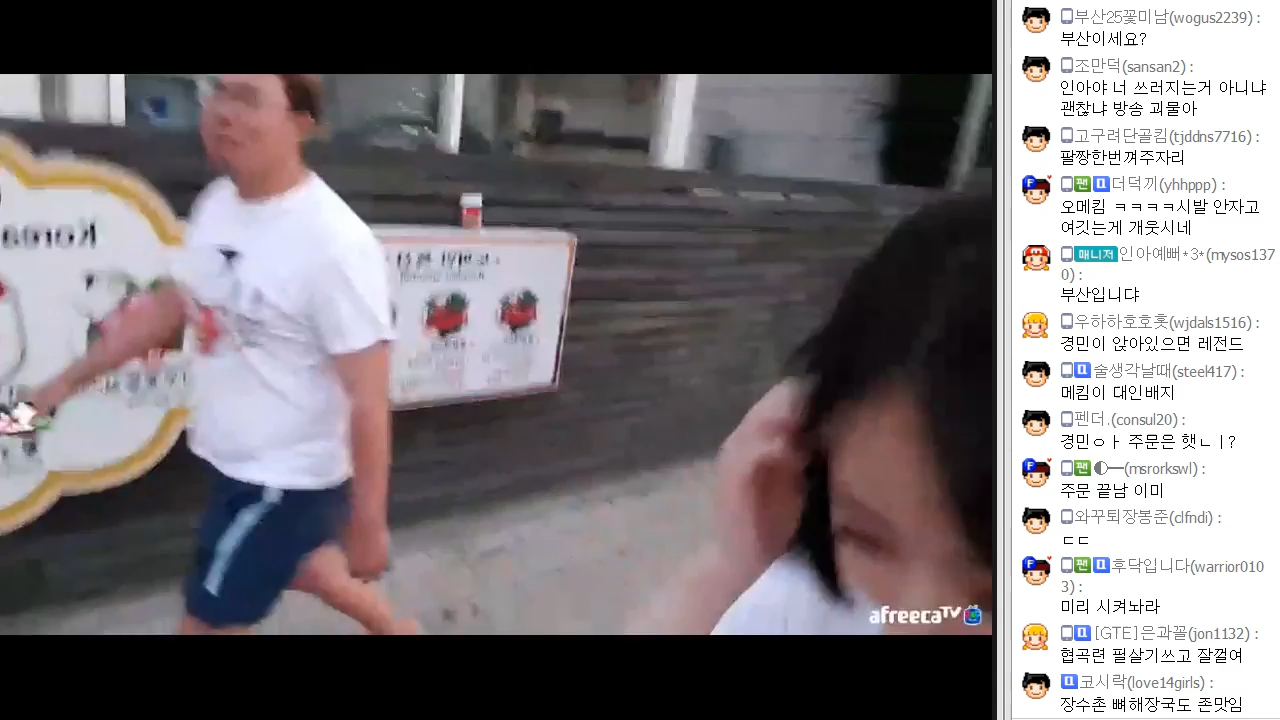 Korea
afreecaTV
부산25꽃미남(wogus2239) :
부산이세요?
조만덕(sansan2) :
인아야 너 쓰러지는거 아니냐
괜찮냐 방송 괴물아
고구려단골킴(tjddns7716) :
팔짱한번껴주자리
F 팬 더덕끼(yhhppp) :
오메킴 ㅋㅋㅋㅋ시발 안자고
여깃는게 개웃시네
매니저 인아예뻐*3*(mysos137
0) :
부산입니댜
우하하호호홋(wjdals1516) :
경민이 앉아있으면 레전드
술생각날때(steel417) :
메킴이 대인배지
펜더.(consul20) :
경민ㅇㅏ 주문은 햇ㄴㅣ?
F 팬 ◐━(msrorkswl) :
주문 끝남 이미
와꾸퇴장봉준(clfndi) :
ㄷㄷ
F 팬 후닥입니다(warrior010
3) :
미리 시켜놔라
[GTE]은과꼴(jon1132) :
협곡련 펄살기쓰고 잘껄여
코시락(love14girls) :
장수촌 뼈해장국도 존맛임